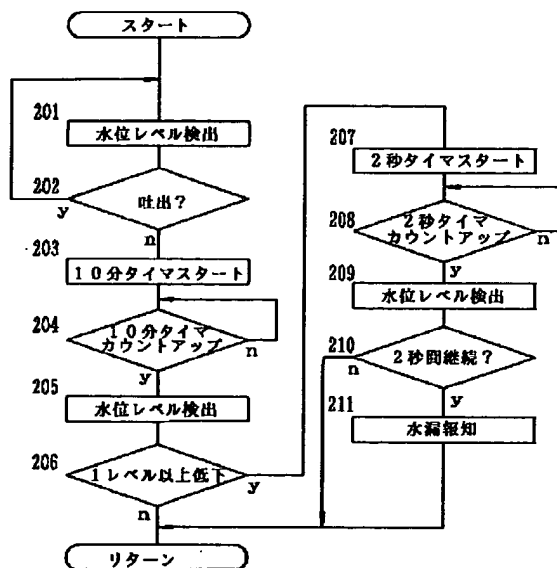 スタート
201
水位レベル検出
202
吐出？
y
n
203
１０分タイマスタート
204
１０分タイマ
カウントアップ
n
y
205
水位レベル検出
206
１レベル以上低下
y
n
リターン
207
２秒タイマスタート
208
２秒タイマ
カウントアップ
n
y
209
水位レベル検出
210
２秒間継続？
n
y
211
水漏報知